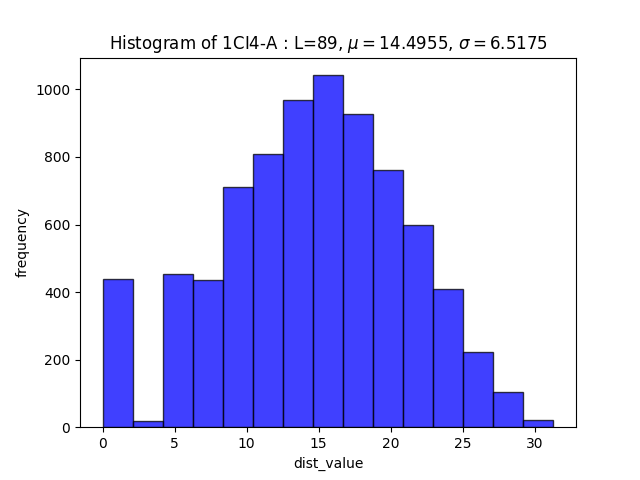 Histogram of 1CI4-A : L=89, μ = 14.4955, σ = 6.5175
1000
800
600
400
200
0
frequency
0 5 10 15 20 25 30
dist_value